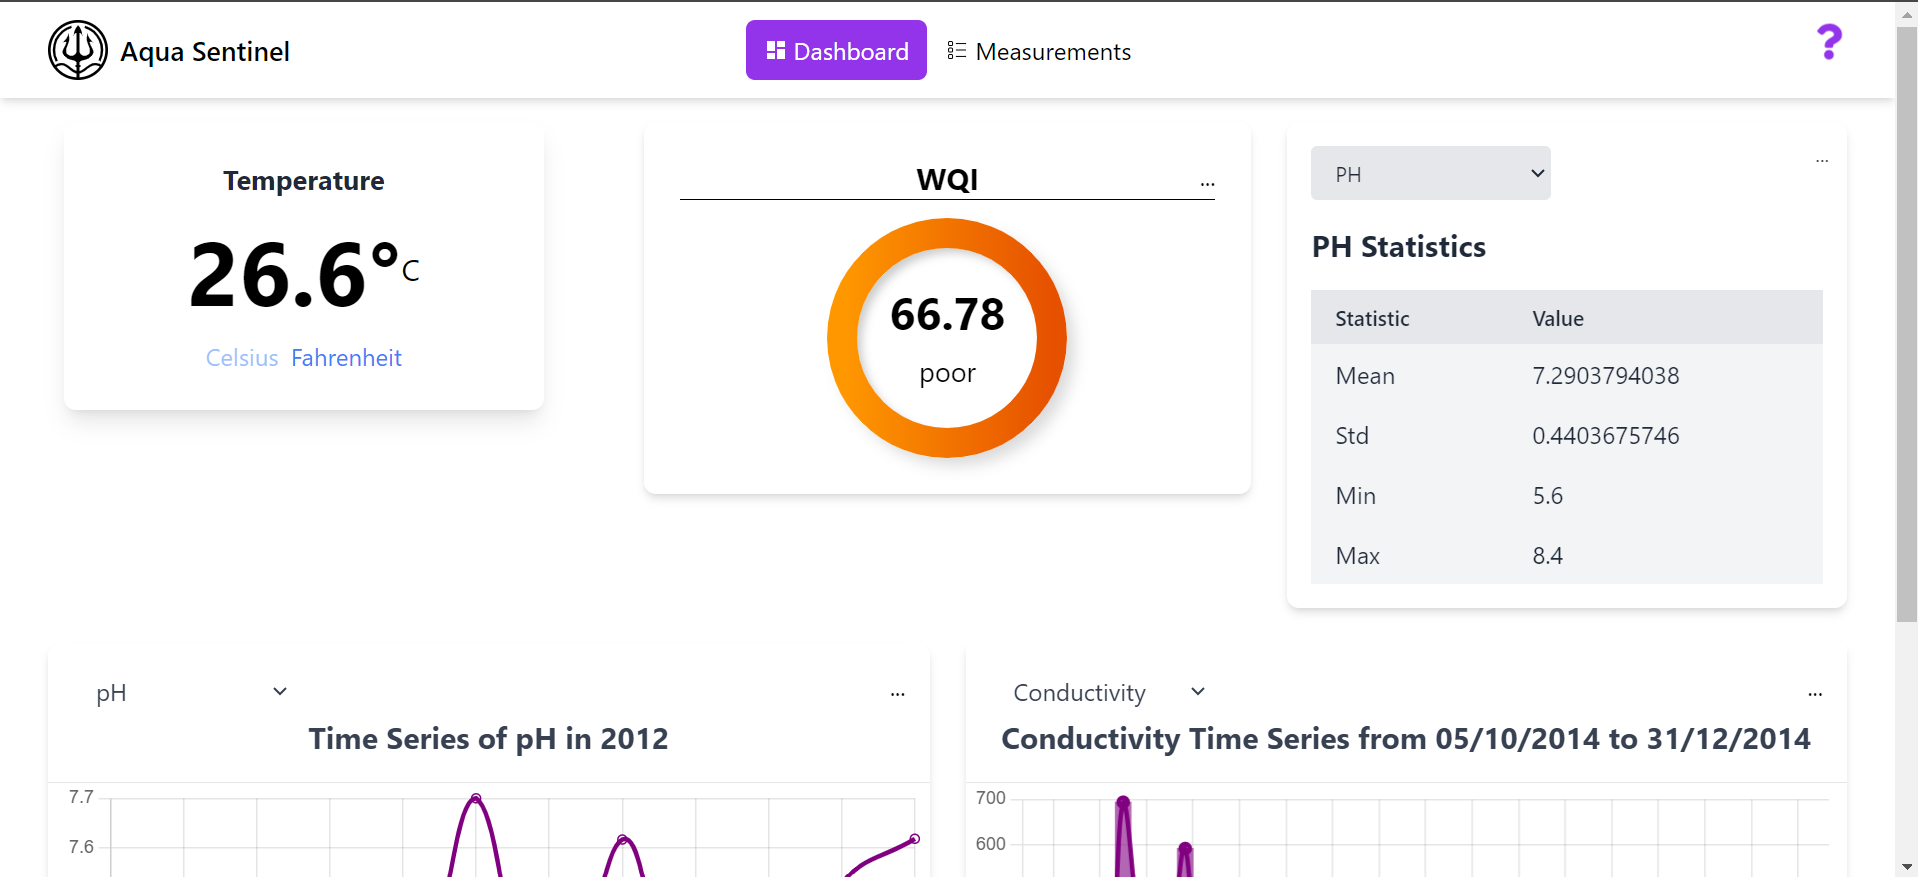 Aqua Sentinel
Dashboard
Measurements
?
Temperature
26.6°C
Celsius Fahrenheit
WQI
...
66.78
poor
PH
...
PH Statistics
Statistic Value
Mean 7.2903794038
Std 0.4403675746
Min 5.6
Max 8.4
pH
...
Time Series of pH in 2012
7.7
7.6
Conductivity
...
Conductivity Time Series from 05/10/2014 to 31/12/2014
700
600